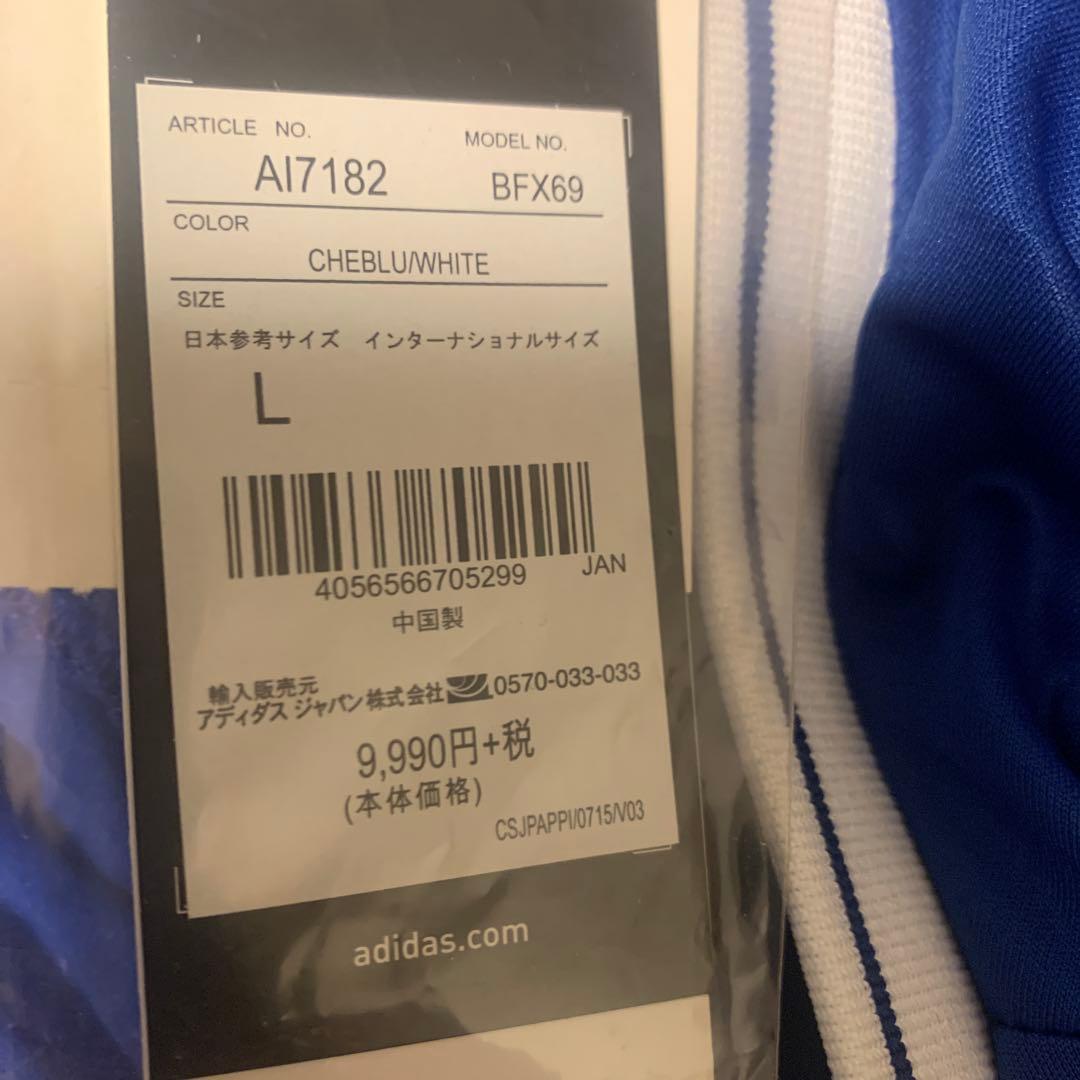 ARTICLE NO. MODEL NO.
AI7182 BFX69
COLOR
CHEBLU/WHITE
SIZE
日本参考サイズ インターナショナルサイズ
L
4056566705299 JAN
中国製
輸入販売元
アディダス ジャパン株式会社 0570-033-033
9,990円+税
(本体価格)
CSJPAPPI/0715/V03
adidas.com